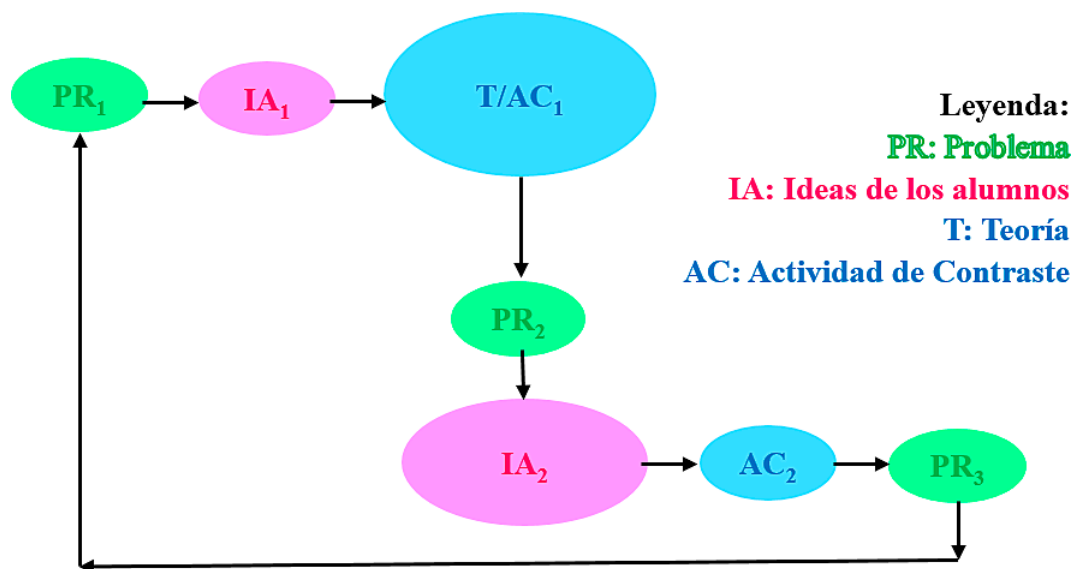 PR₁
IA₁
T/AC₁
Leyenda:
PR: Problema
IA: Ideas de los alumnos
T: Teoría
AC: Actividad de Contraste
PR₂
IA₂
AC₂
PR₃